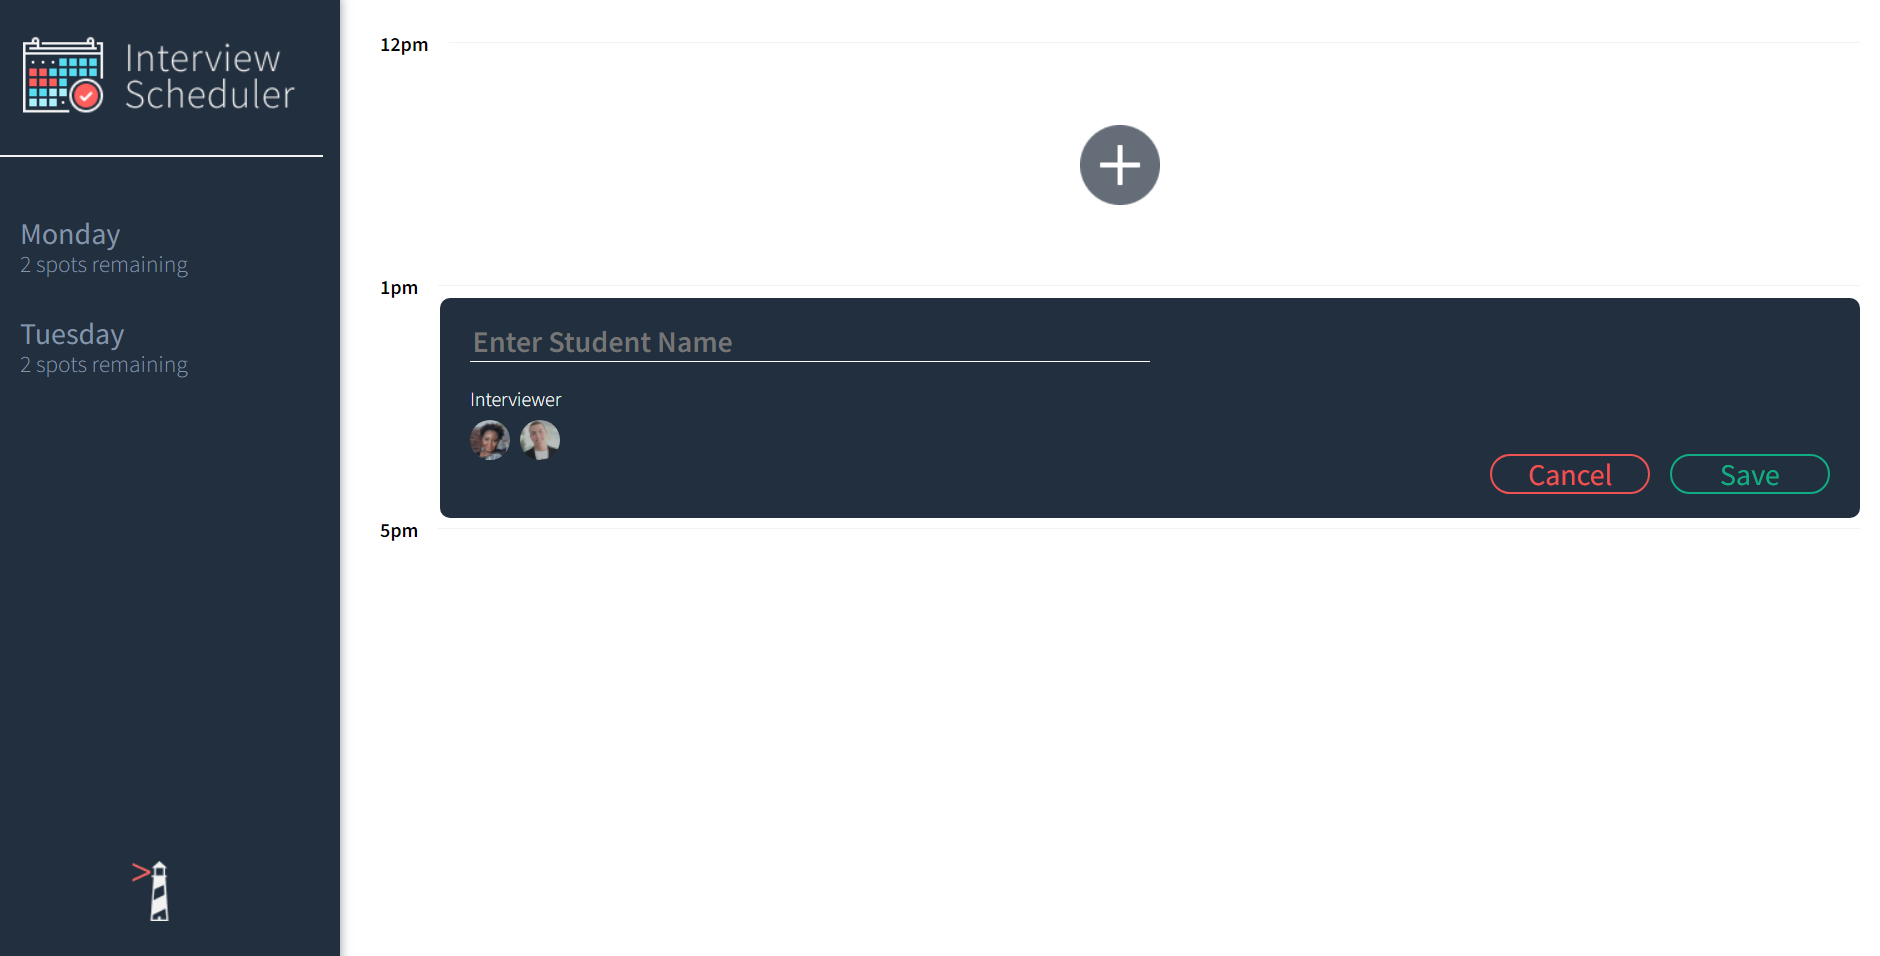 Interview
Scheduler
Monday
2 spots remaining
Tuesday
2 spots remaining
12pm
1pm
Enter Student Name
Interviewer
Cancel
Save
5pm